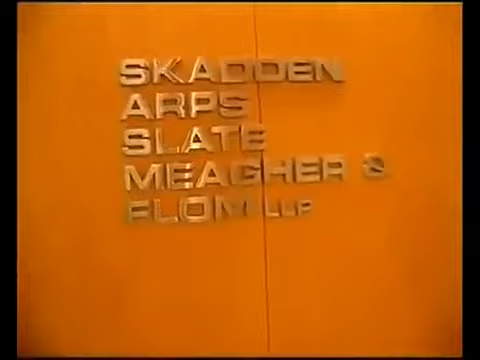 SKADDEN
ARPS
SLATE
MEAGHER &
FLOM LLP